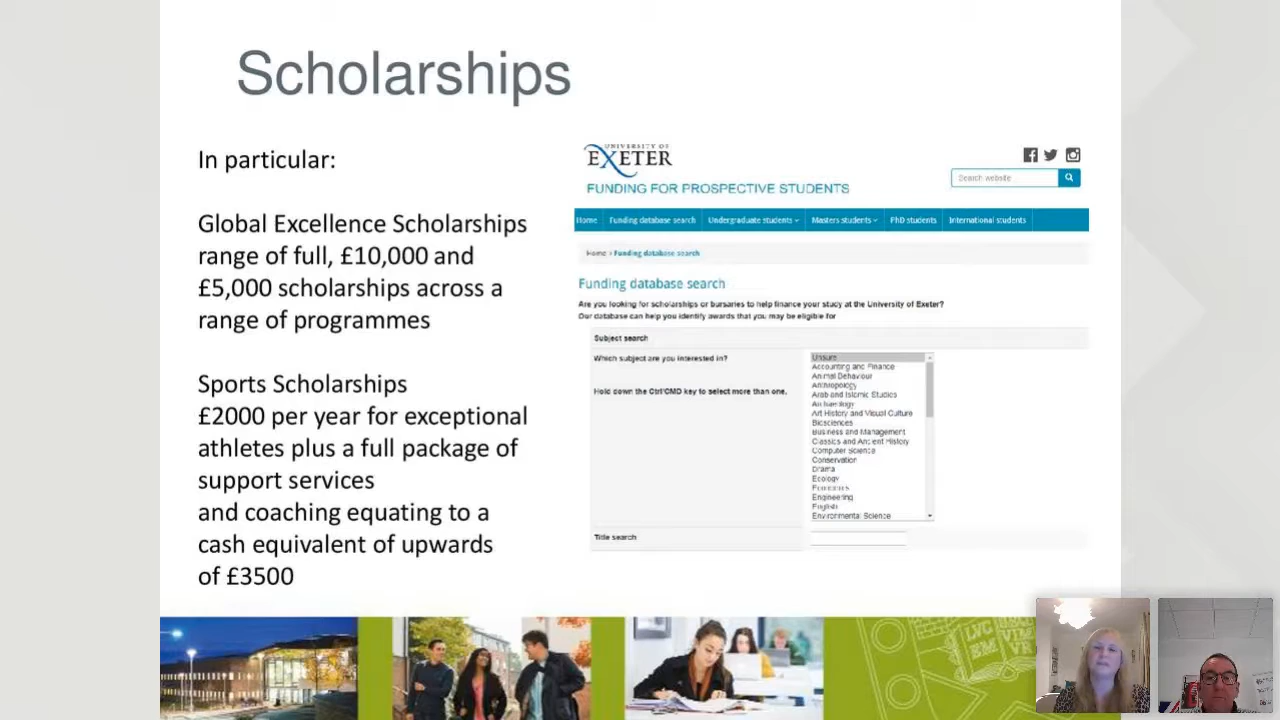 Scholarships
In particular:
Global Excellence Scholarships
range of full, £10,000 and
£5,000 scholarships across a
range of programmes
Sports Scholarships
£2000 per year for exceptional
athletes plus a full package of
support services
and coaching equating to a
cash equivalent of upwards
of £3500
UNIVERSITY OF
EXETER
FUNDING FOR PROSPECTIVE STUDENTS
Search website
Home Funding database search Undergraduate students Masters students PhD students International students
Home › Funding database search
Funding database search
Are you looking for scholarships or bursaries to help finance your study at the University of Exeter?
Our database can help you identify awards that you may be eligible for
Subject search
Which subject are you interested in?
Hold down the Ctrl/CMD key to select more than one.
Unsure
Accounting and Finance
Animal Behaviour
Anthropology
Arab and Islamic Studies
Archaeology
Art History and Visual Culture
Biosciences
Business and Management
Classics and Ancient History
Computer Science
Conservation
Drama
Ecology
Economics
Engineering
English
Environmental Science
Title search
LVC
EM
VIM
VR